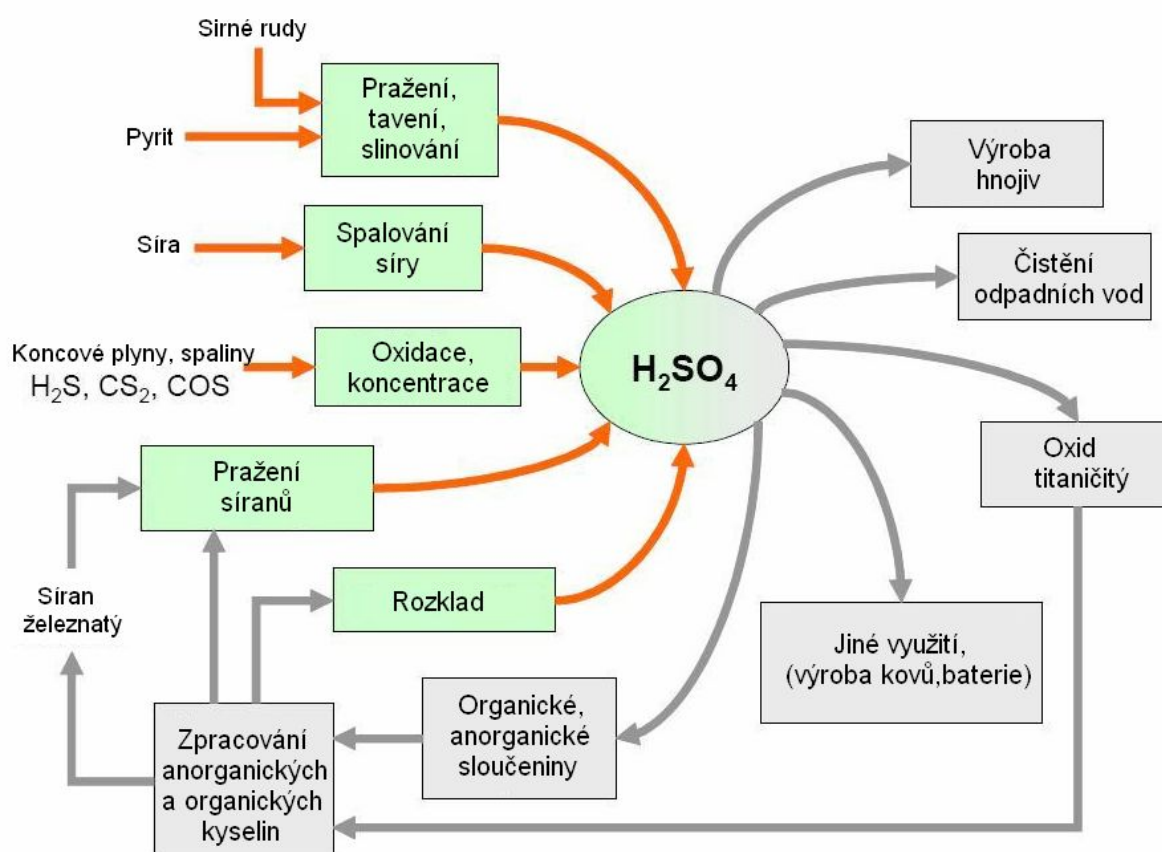 Sirné rudy
Pyrit
Pražení,
tavení,
slinování
Síra
Spalování
síry
Koncové plyny, spaliny
H₂S, CS₂, COS
Oxidace,
koncentrace
H₂SO₄
Výroba
hnojiv
Čistění
odpadních vod
Oxid
titaničitý
Pražení
síranů
Síran
železnatý
Rozklad
Jiné využití,
(výroba kovů,baterie)
Organické,
anorganické
sloučeniny
Zpracování
anorganických
a organických
kyselin